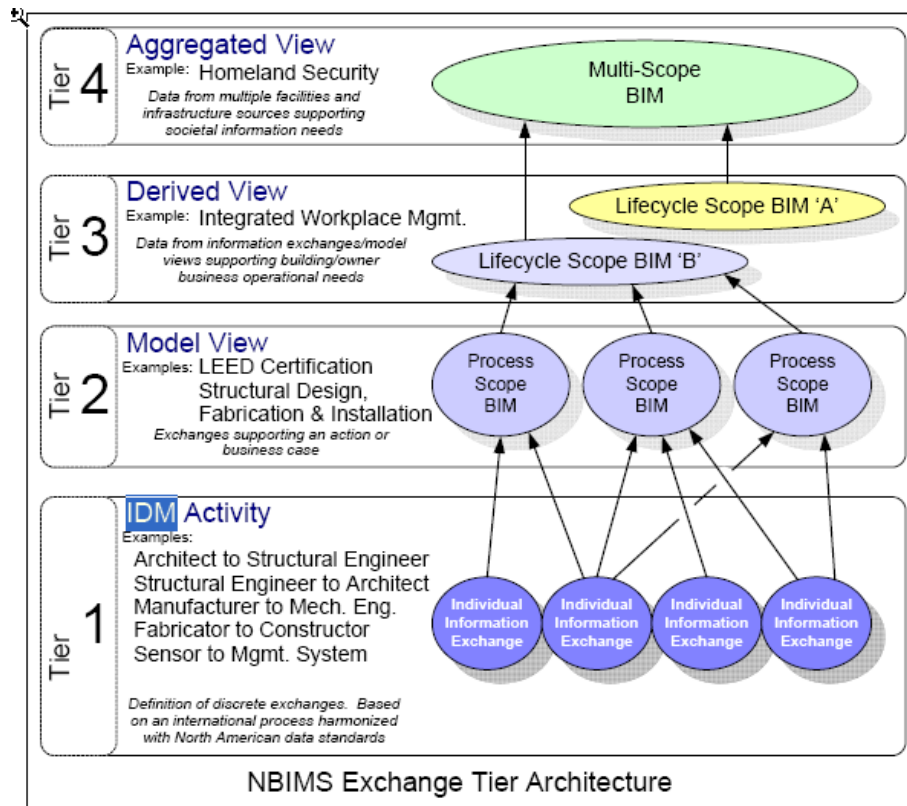 Tier 4
Aggregated View
Example: Homeland Security
Data from multiple facilities and
infrastructure sources supporting
societal information needs
Multi-Scope
BIM
Tier 3
Derived View
Example: Integrated Workplace Mgmt.
Data from information exchanges/model
views supporting building/owner
business operational needs
Lifecycle Scope BIM 'A'
Lifecycle Scope BIM 'B'
Tier 2
Model View
Examples: LEED Certification
Structural Design,
Fabrication & Installation
Exchanges supporting an action or
business case
Process
Scope
BIM
Process
Scope
BIM
Process
Scope
BIM
Tier 1
IDM Activity
Examples:
Architect to Structural Engineer
Structural Engineer to Architect
Manufacturer to Mech. Eng.
Fabricator to Constructor
Sensor to Mgmt. System
Definition of discrete exchanges. Based
on an international process harmonized
with North American data standards
Individual
Information
Exchange
Individual
Information
Exchange
Individual
Information
Exchange
Individual
Information
Exchange
NBIMS Exchange Tier Architecture